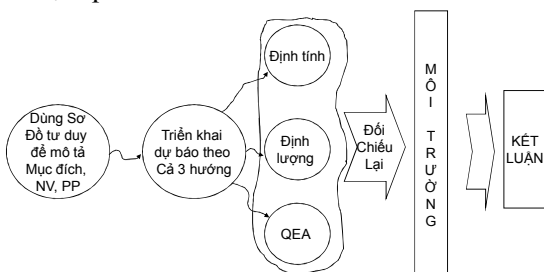 Dùng Sơ
Đồ tư duy
để mô tả
Mục đích,
NV, PP
Triển khai
dự báo theo
Cả 3 hướng
Định tính
Định
lượng
QEA
Đối
Chiếu
Lại
M
Ô
I
T
R
Ư
Ờ
N
G
KẾT
LUẬN